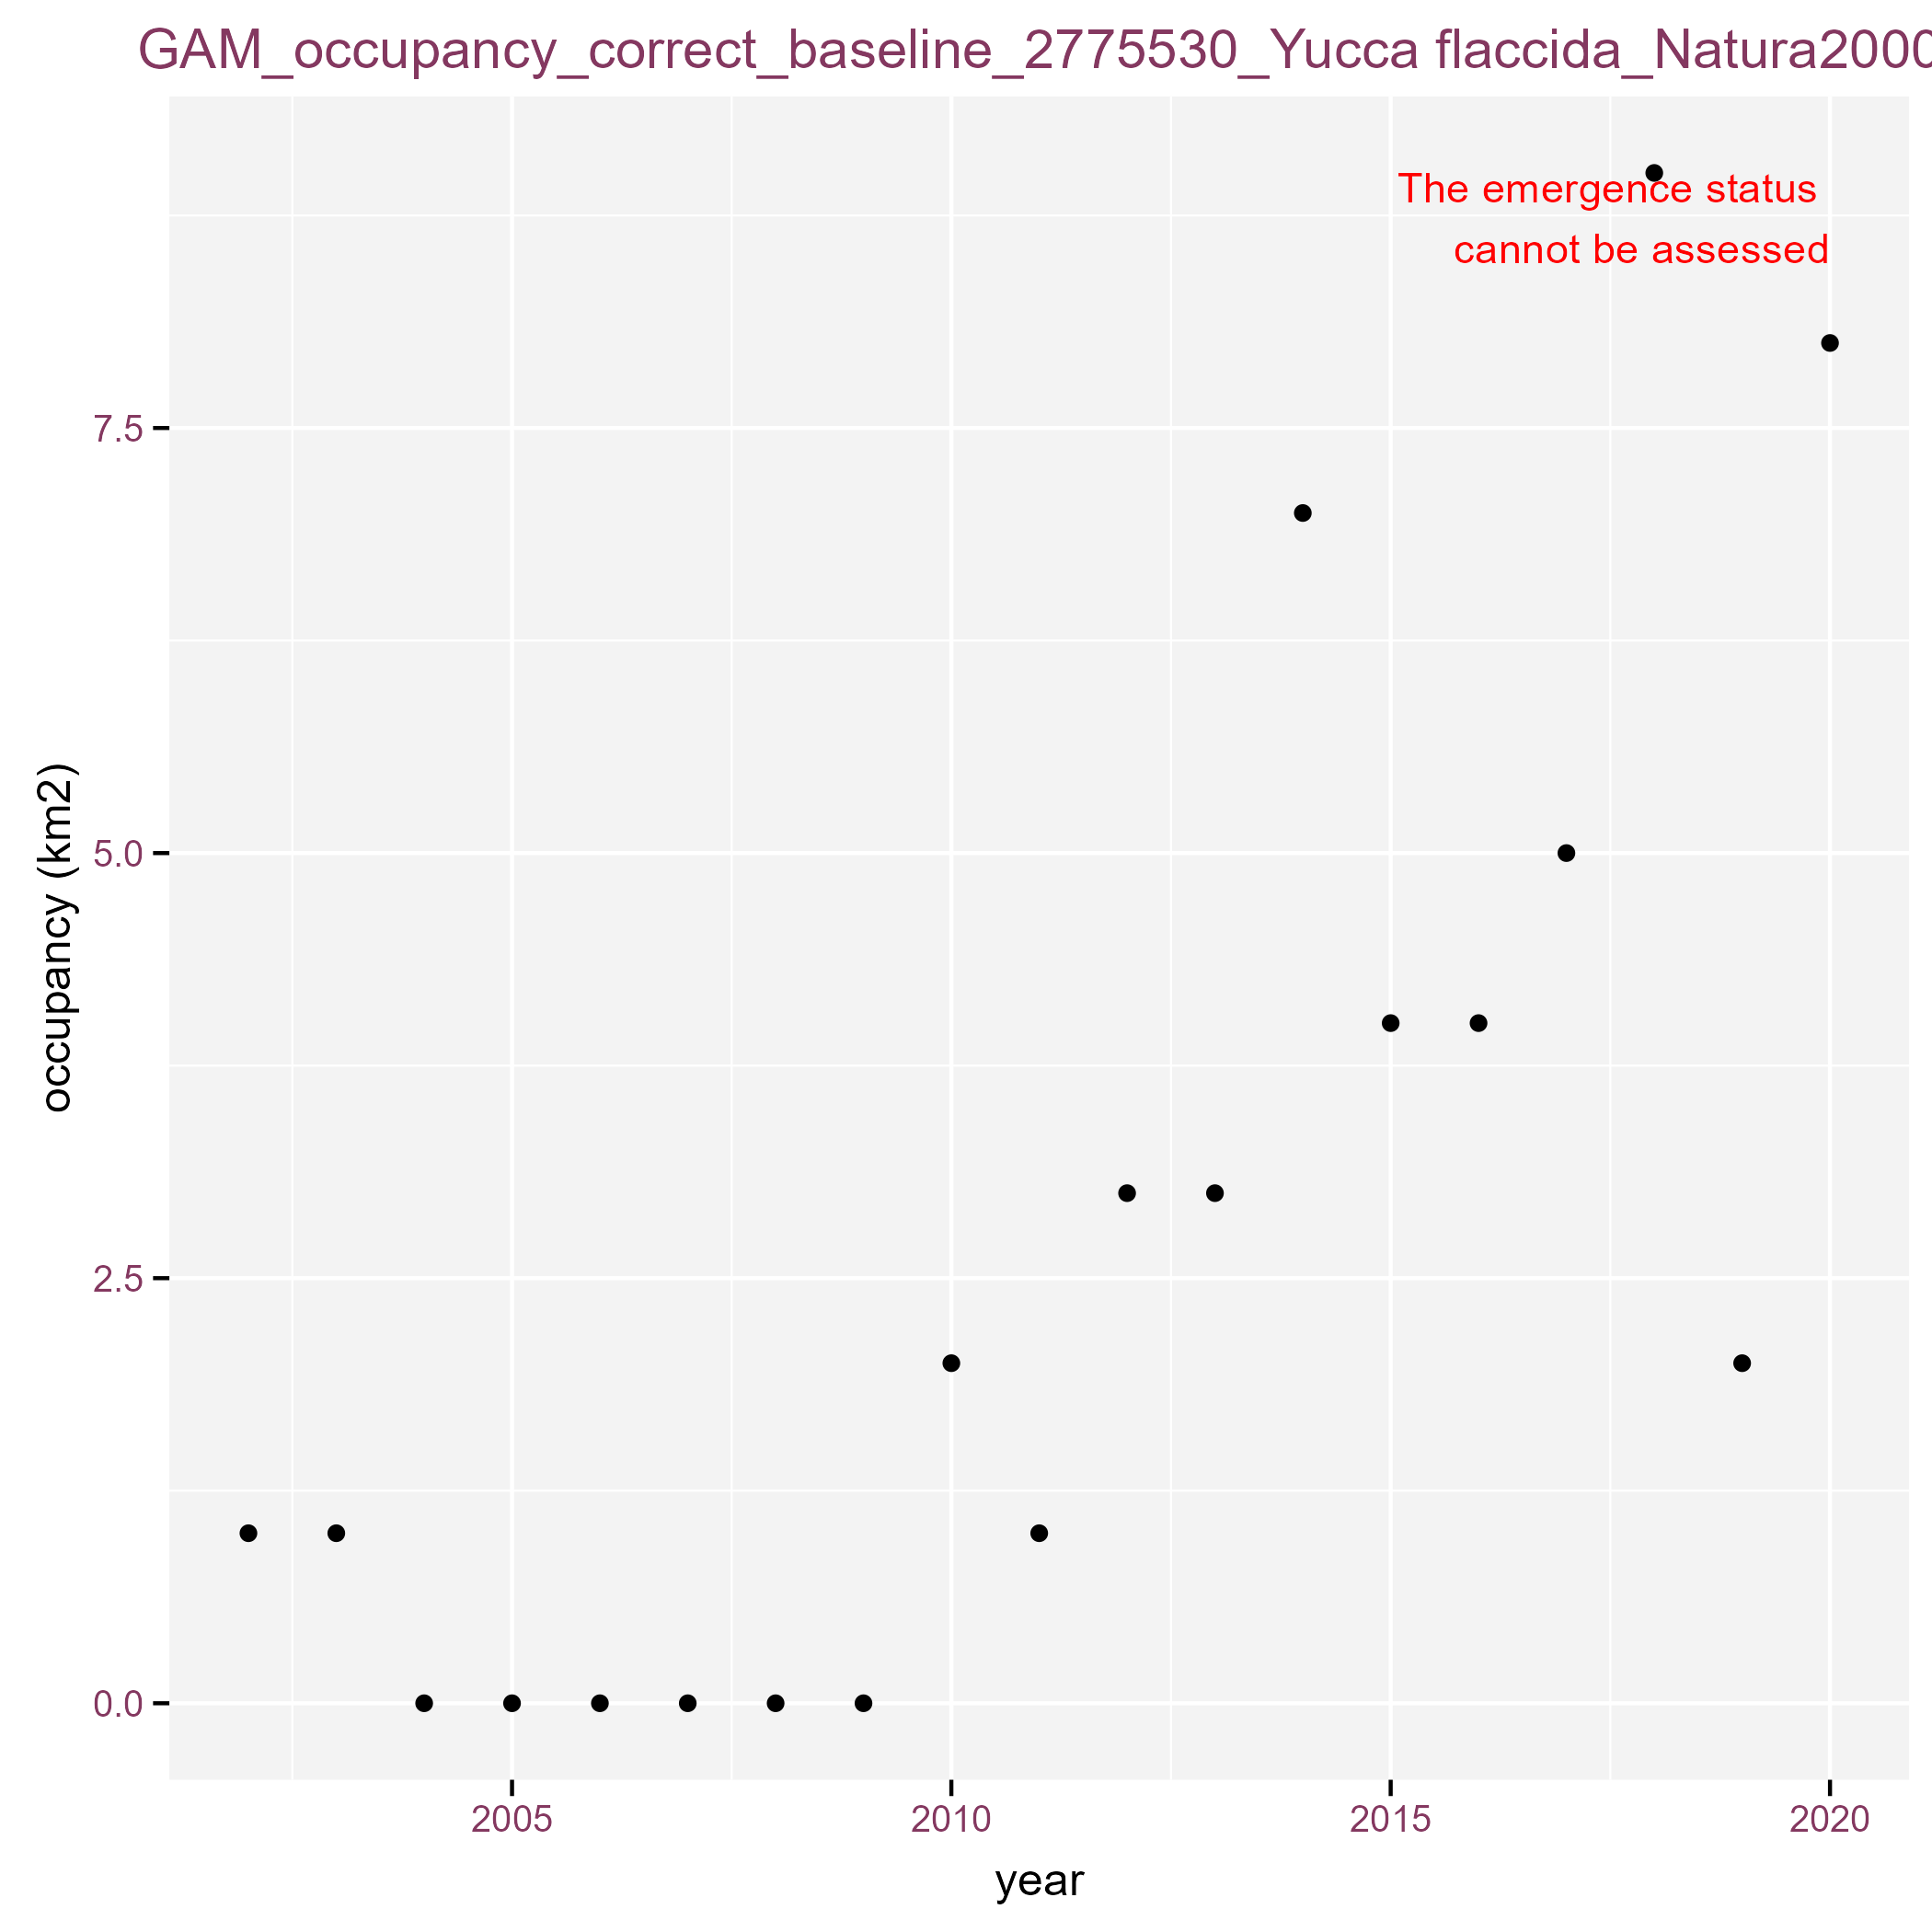 GAM_occupancy_correct_baseline_2775530_Yucca flaccida_Natura2000
The emergence status
cannot be assessed
7.5
5.0
2.5
0.0
occupancy (km2)
2005 2010 2015 2020
year